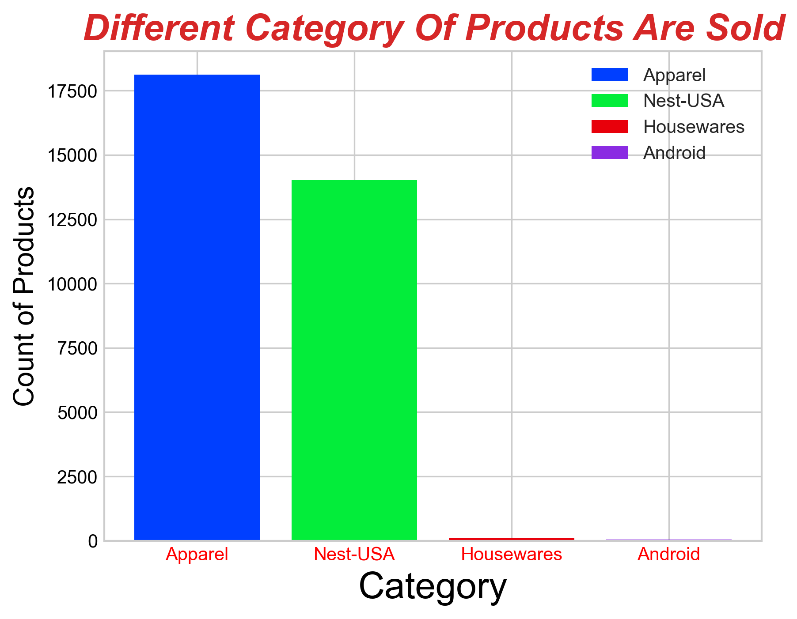 Different Category Of Products Are Sold
Count of Products
17500
15000
12500
10000
7500
5000
2500
0
Apparel
Nest-USA
Housewares
Android
Apparel
Nest-USA
Housewares
Android
Category